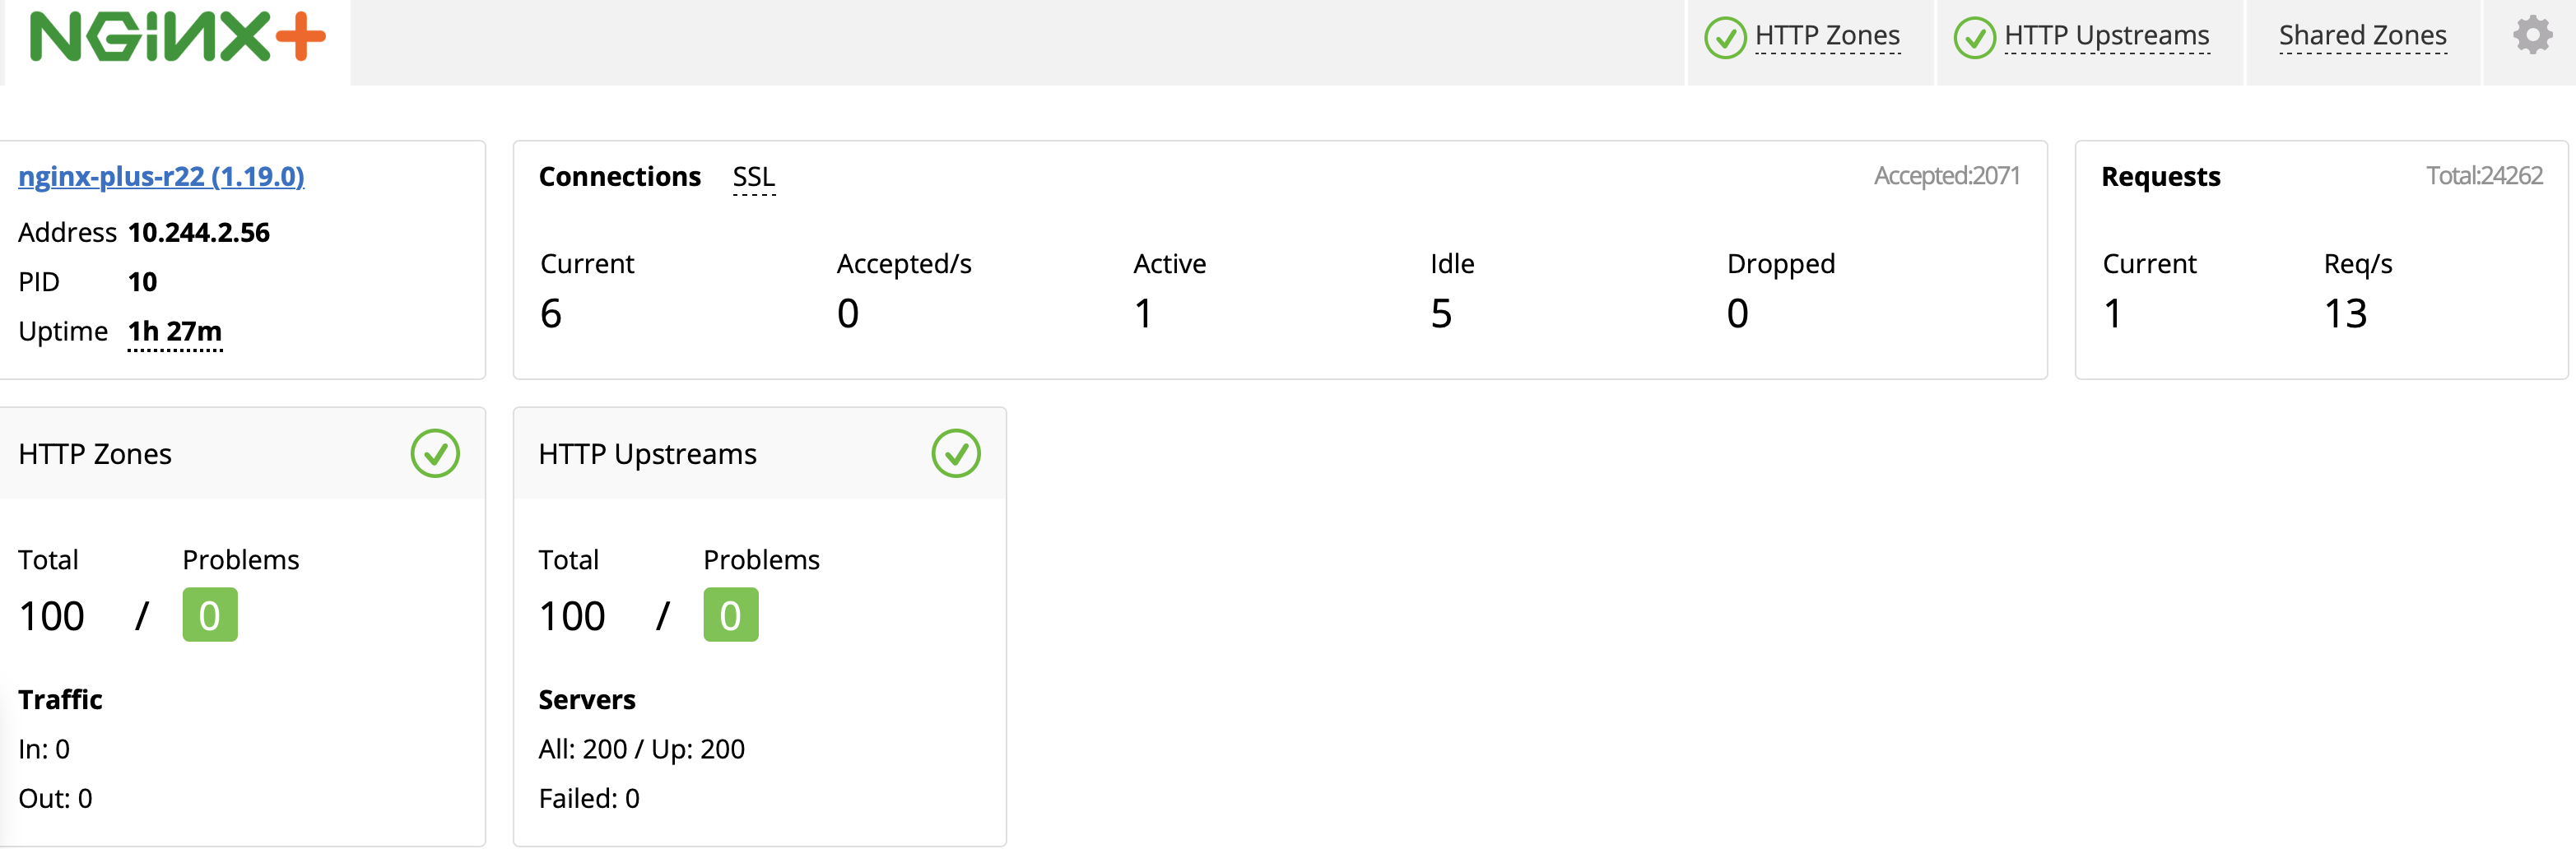 NGINX+
HTTP Zones
HTTP Upstreams
Shared Zones
nginx-plus-r22 (1.19.0)
Address 10.244.2.56
PID 10
Uptime 1h 27m
Connections SSL Accepted:2071
Current Accepted/s Active Idle Dropped
6 0 1 5 0
Requests Total:24262
Current Req/s
1 13
HTTP Zones
Total Problems
100 / 0
Traffic
In: 0
Out: 0
HTTP Upstreams
Total Problems
100 / 0
Servers
All: 200 / Up: 200
Failed: 0